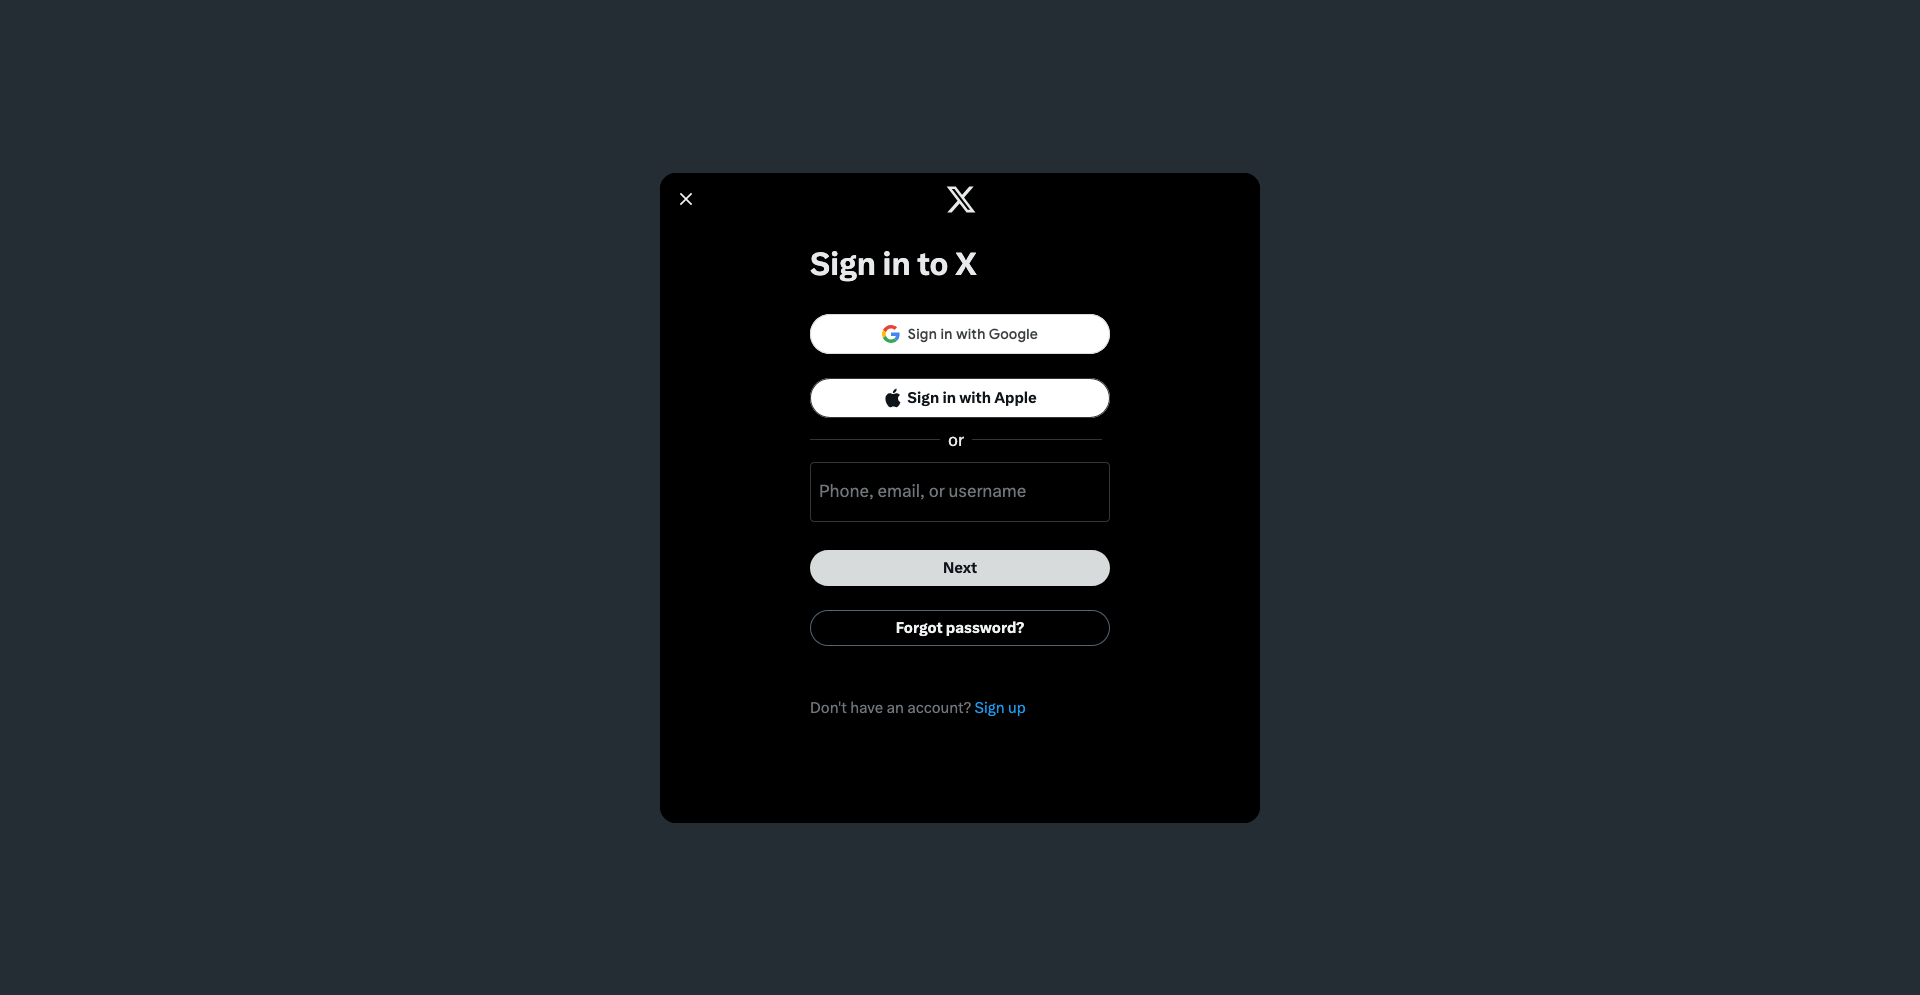 Sign in to X
Sign in with Google
Sign in with Apple
or
Phone, email, or username
Next
Forgot password?
Don't have an account? Sign up